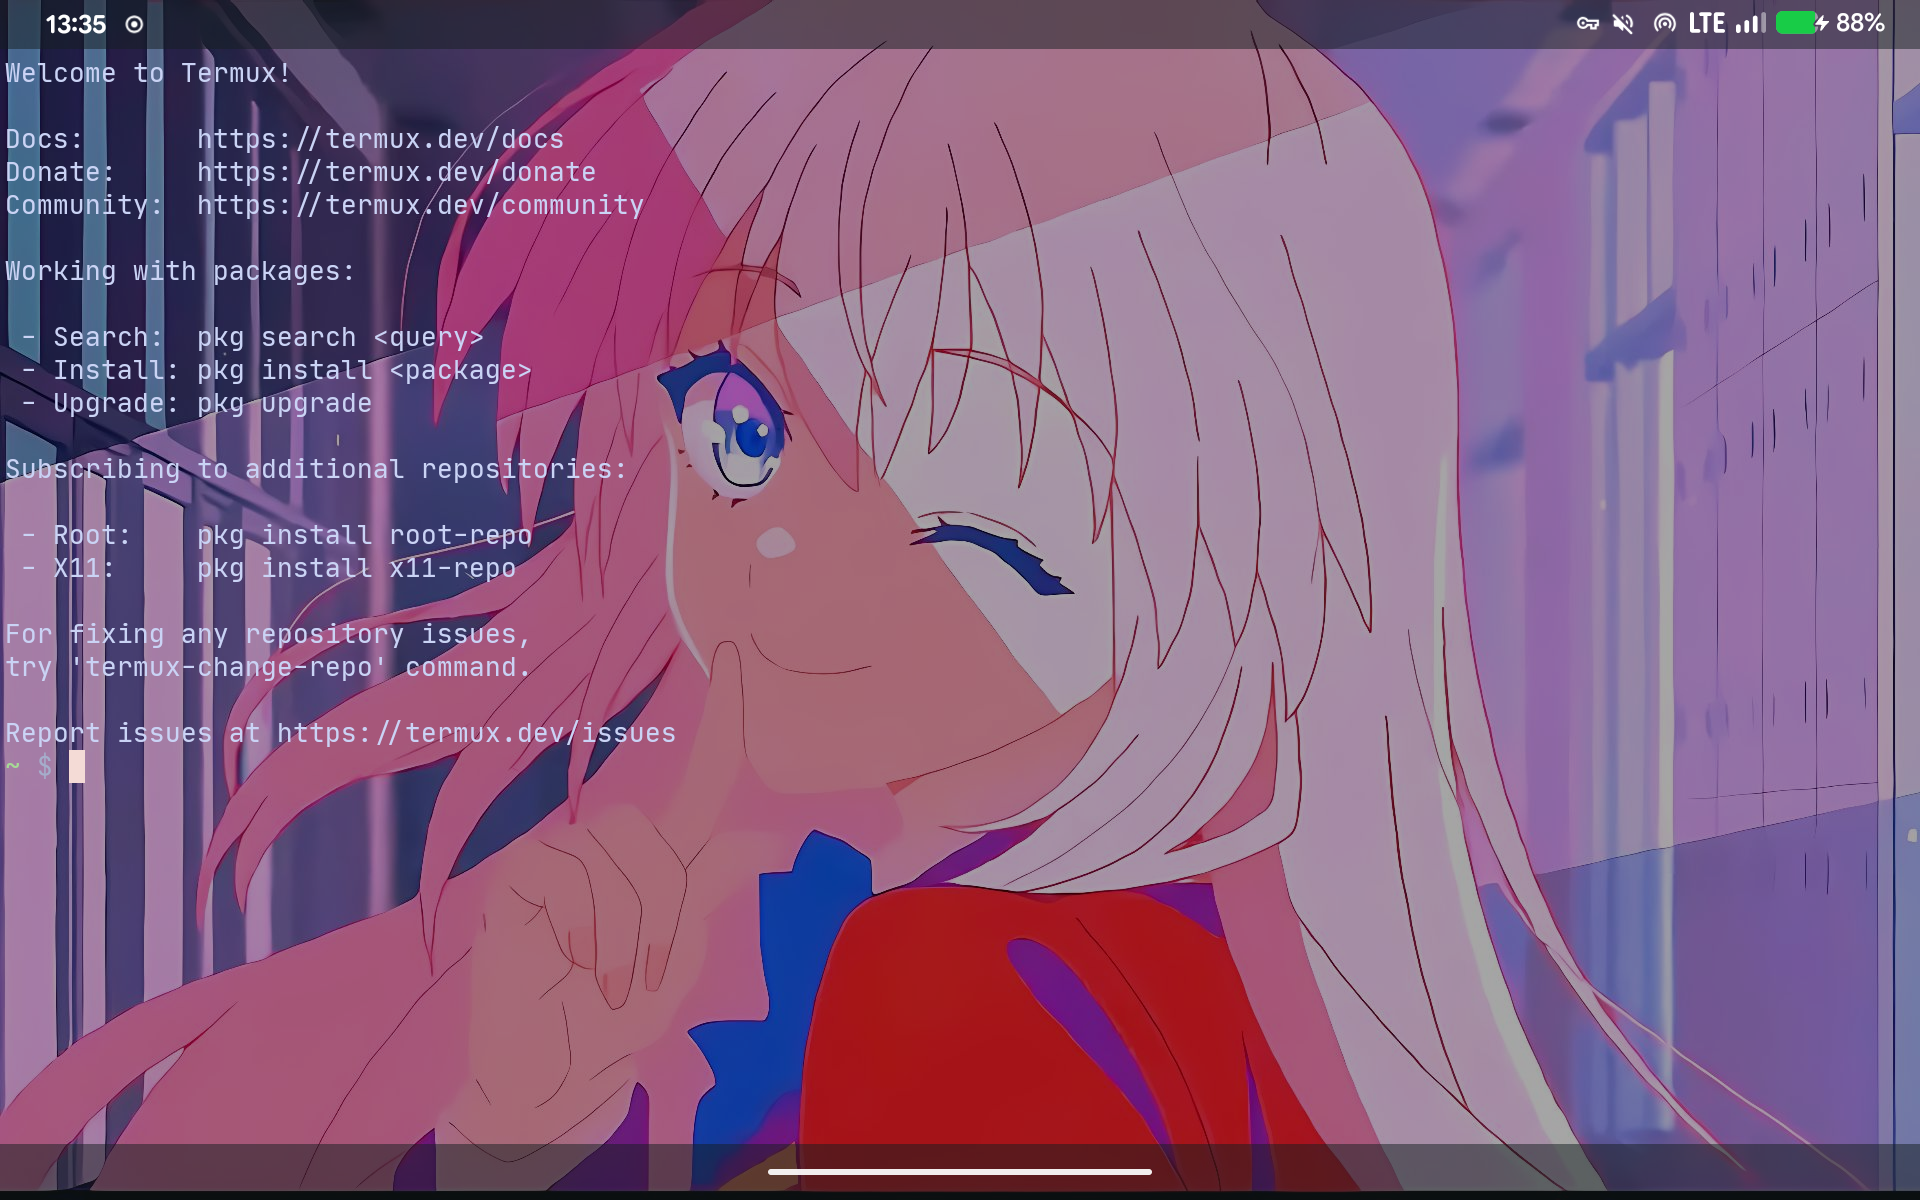 13:35 LTE 88%
Welcome to Termux!
Docs: https://termux.dev/docs
Donate: https://termux.dev/donate
Community: https://termux.dev/community
Working with packages:
- Search: pkg search <query>
- Install: pkg install <package>
- Upgrade: pkg upgrade
Subscribing to additional repositories:
- Root: pkg install root-repo
- X11: pkg install x11-repo
For fixing any repository issues,
try 'termux-change-repo' command.
Report issues at https://termux.dev/issues
~ $